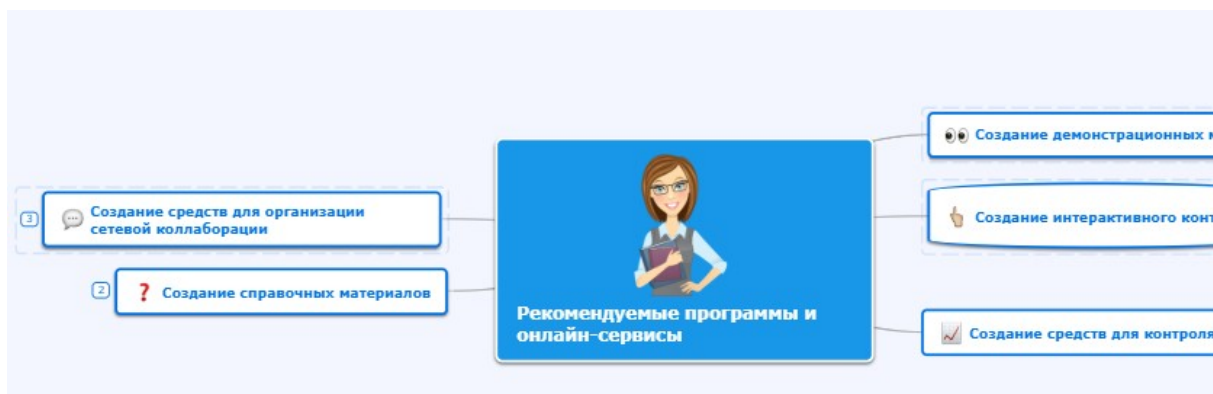 Создание демонстрационных
3
Создание средств для организации
сетевой коллаборации
Создание интерактивного
2
? Создание справочных материалов
Рекомендуемые программы и
онлайн-сервисы
Создание средств для контроля